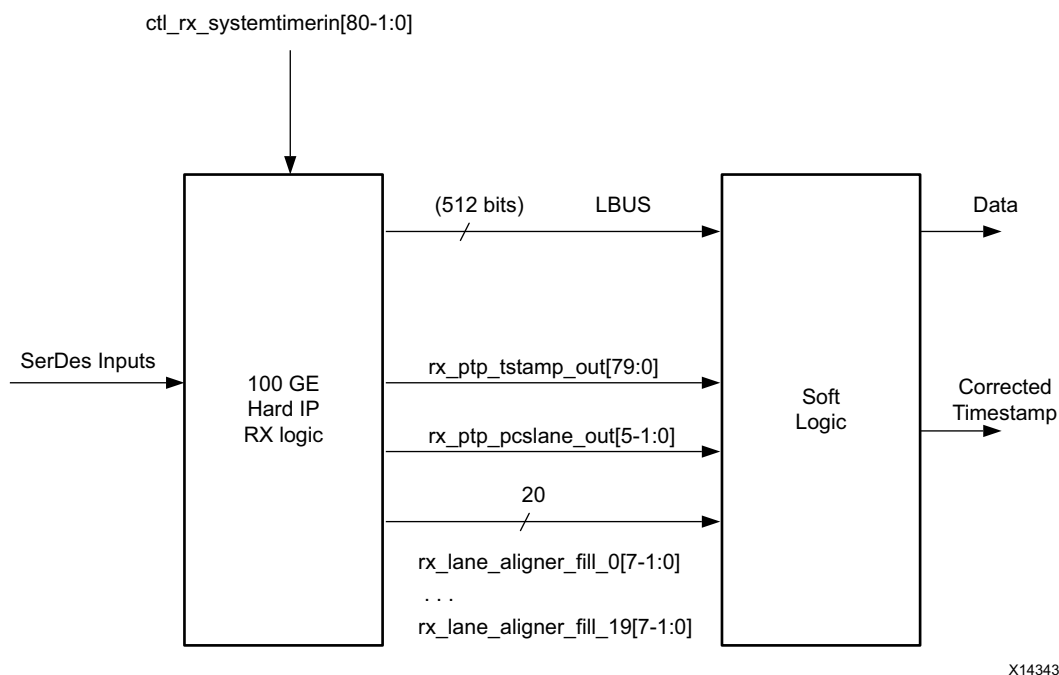 ctl_rx_systemtimerin[80-1:0]
(512 bits) LBUS
Data
SerDes Inputs
100 GE
Hard IP
RX logic
rx_ptp_tstamp_out[79:0]
rx_ptp_pcslane_out[5-1:0]
20
rx_lane_aligner_fill_0[7-1:0]
. . .
rx_lane_aligner_fill_19[7-1:0]
Soft
Logic
Corrected
Timestamp
X14343